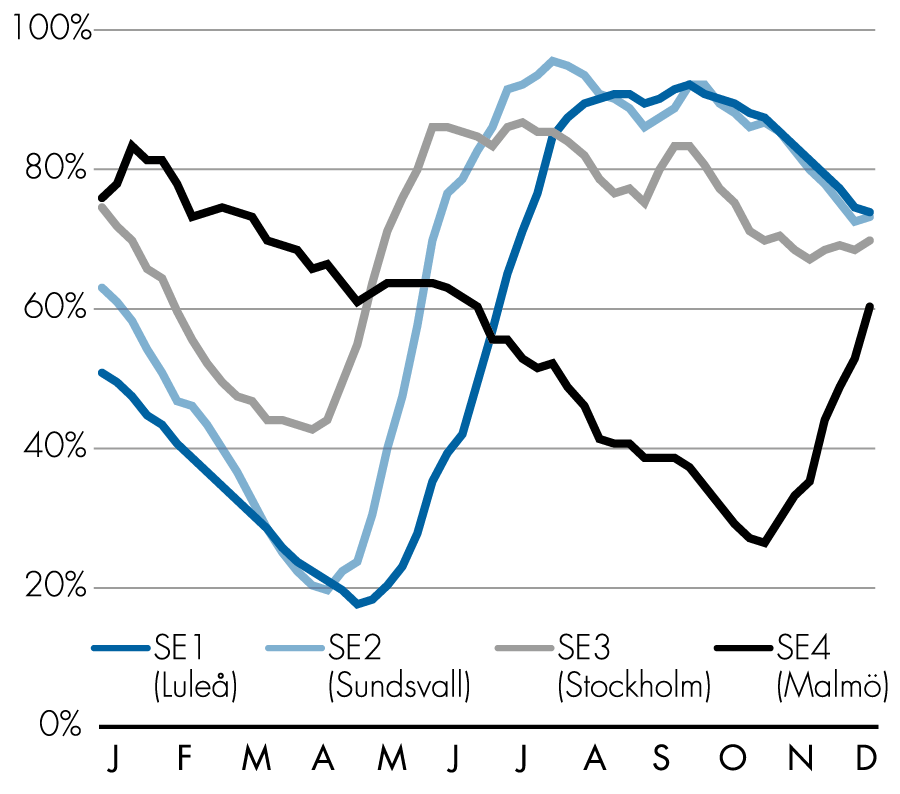 100%
80%
60%
40%
20%
SE1 SE2 SE3 SE4
(Luleå) (Sundsvall) (Stockholm) (Malmö)
0%
J F M A M J J A S O N D